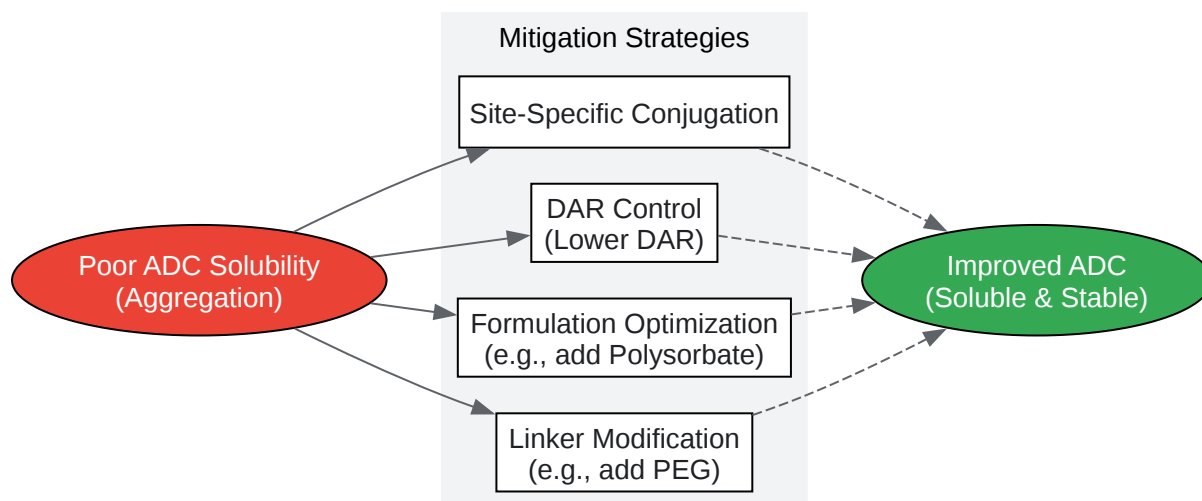 Mitigation Strategies
Site-Specific Conjugation
DAR Control
(Lower DAR)
Poor ADC Solubility
(Aggregation)
Improved ADC
(Soluble & Stable)
Formulation Optimization
(e.g., add Polysorbate)
Linker Modification
(e.g., add PEG)